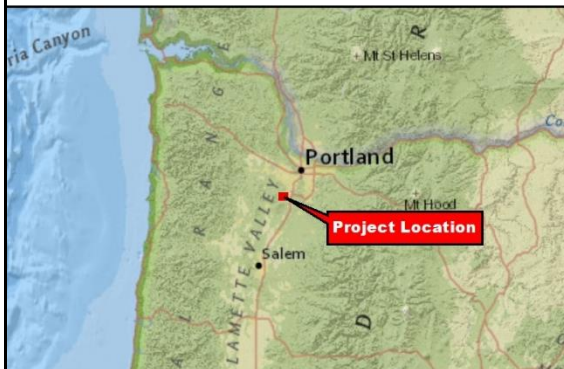 ria Canyon
R A N G E
R
Mt St Helens
Co
Portland
Mt Hood
Project Location
LAMETTE VALLEY
Salem
R
A L
D